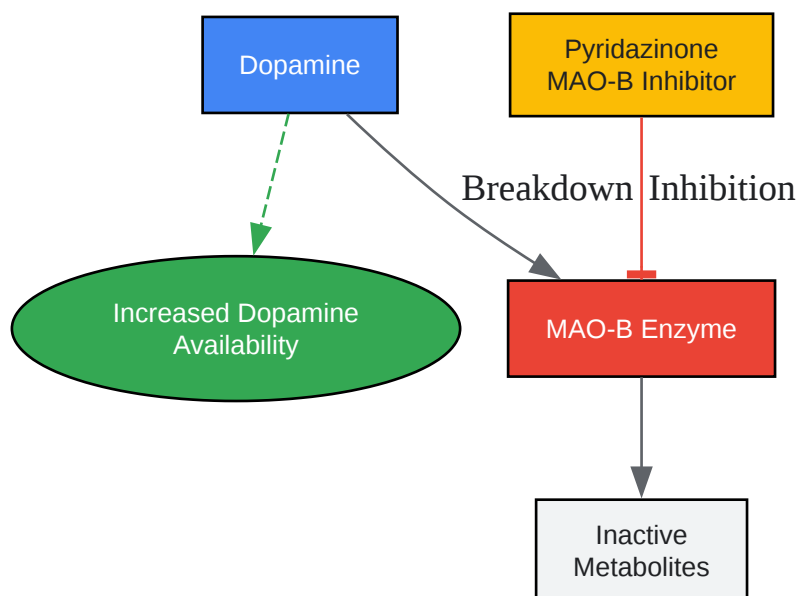 Dopamine
Pyridazinone
MAO-B Inhibitor
Breakdown
Inhibition
Increased Dopamine
Availability
MAO-B Enzyme
Inactive
Metabolites